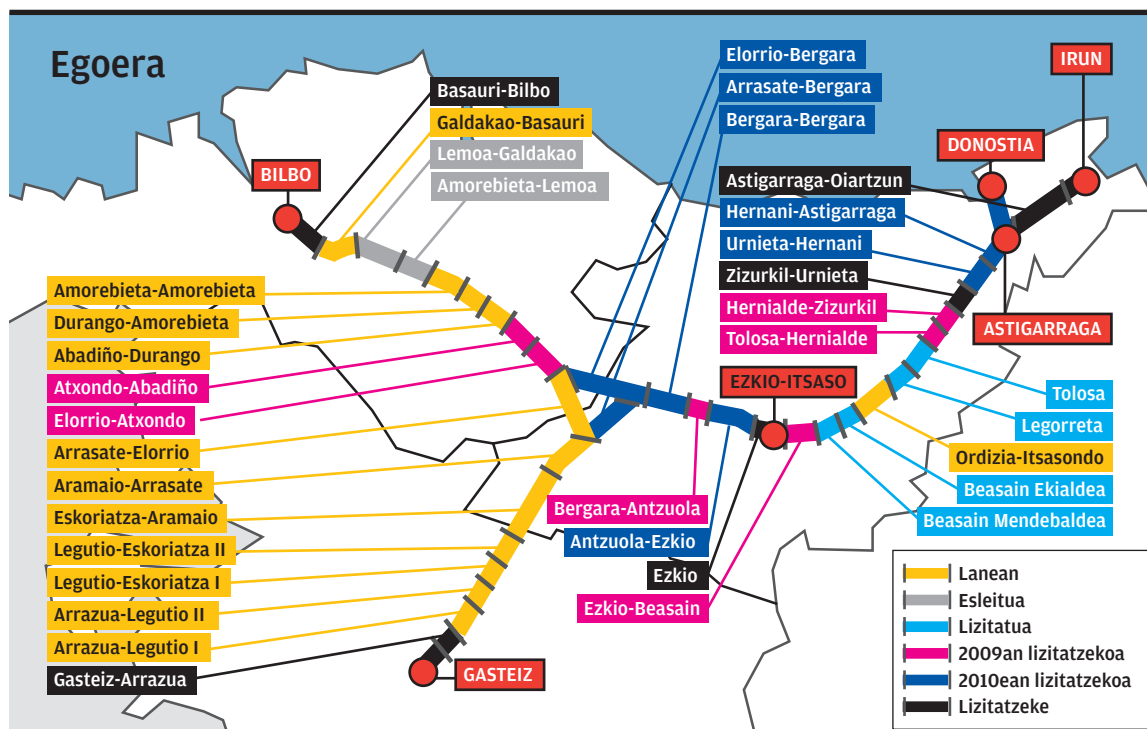 Egoera
Basauri-Bilbo
Galdakao-Basauri
Lemoa-Galdakao
Amorebieta-Lemoa
BILBO
Elorrio-Bergara
Arrasate-Bergara
Bergara-Bergara
IRUN
DONOSTIA
Astigarraga-Oiartzun
Hernani-Astigarraga
Urnieta-Hernani
Zizurkil-Urnieta
Hernialde-Zizurkil
Tolosa-Hernialde
ASTIGARRAGA
EZKIO-ITSASO
Amorebieta-Amorebieta
Durango-Amorebieta
Abadiño-Durango
Atxondo-Abadiño
Elorrio-Atxondo
Arrasate-Elorrio
Aramaio-Arrasate
Eskoriatza-Aramaio
Legutio-Eskoriatza II
Legutio-Eskoriatza I
Arrazua-Legutio II
Arrazua-Legutio I
Gasteiz-Arrazua
GASTEIZ
Bergara-Antzuola
Antzuola-Ezkio
Ezkio
Ezkio-Beasain
Tolosa
Legorreta
Ordizia-Itsasondo
Beasain Ekialdea
Beasain Mendebaldea
Lanean
Esleitua
Lizitatua
2009an lizitatzekoa
2010ean lizitatzekoa
Lizitatzeke